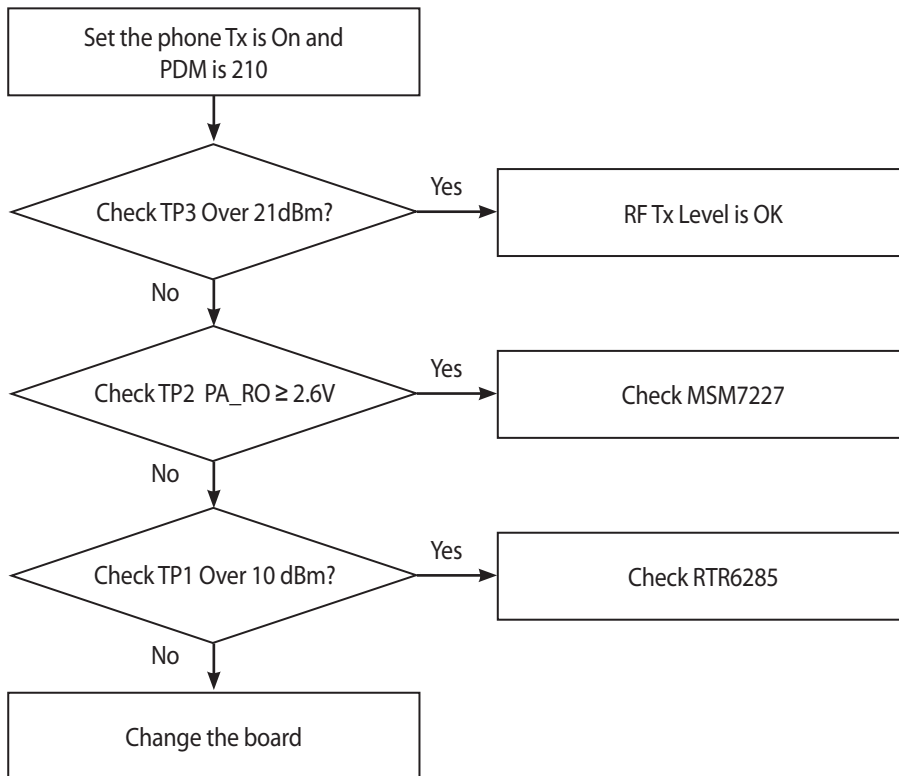 Set the phone Tx is On and
PDM is 210
Check TP3 Over 21dBm?
Yes
RF Tx Level is OK
No
Check TP2 PA_RO ≥ 2.6V
Yes
Check MSM7227
No
Check TP1 Over 10 dBm?
Yes
Check RTR6285
No
Change the board